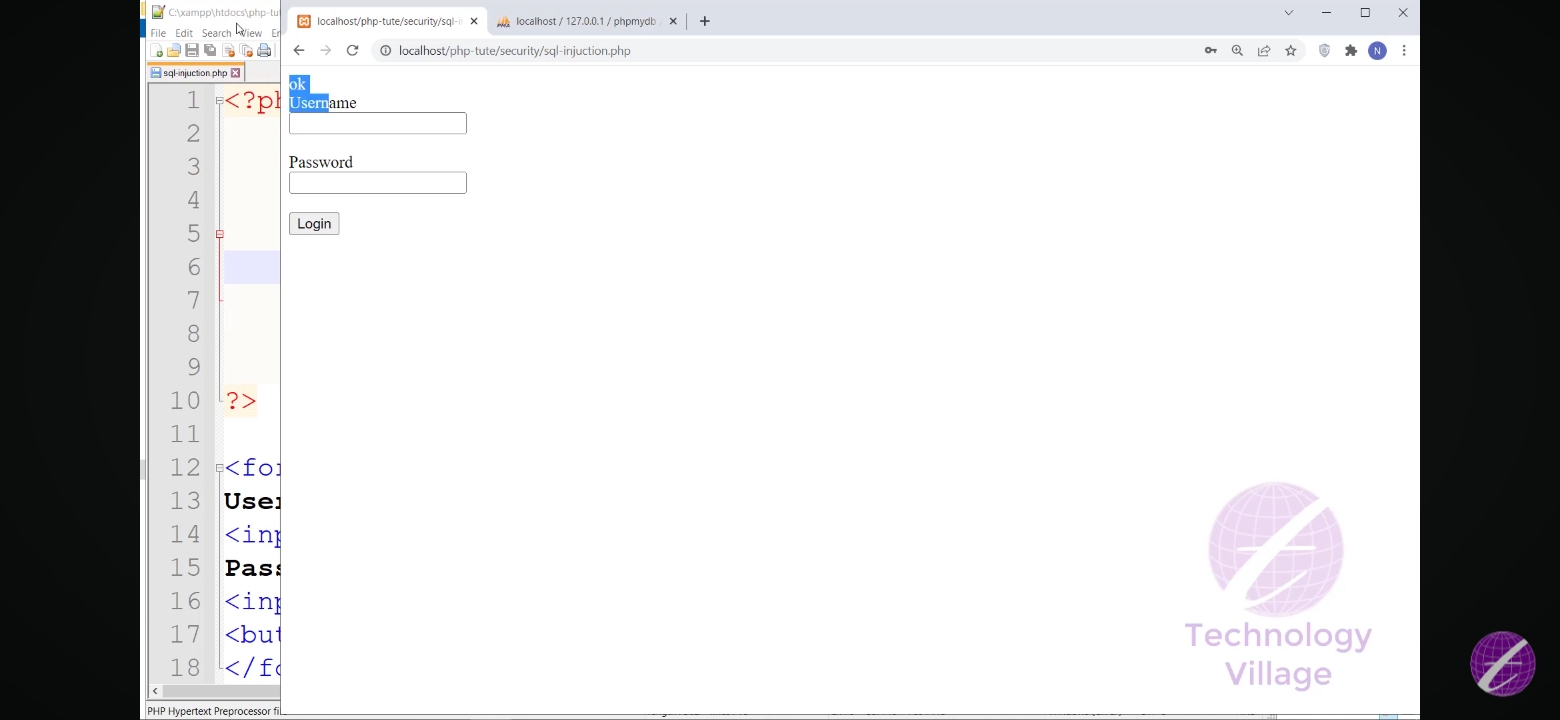 C:\xampp\htdocs\php-tu
File Edit Search View
sql-injuction.php
localhost/php-tute/security/sql-i
localhost / 127.0.0.1 / phpmydb
localhost/php-tute/security/sql-injuction.php
N
ok
Username
Password
Login
1 <?ph
2
3
4
5
6
7
8
9
10 ?>
11
12 <for
13 User
14 <inp
15 Pass
16 <inp
17 <but
18 </fo
PHP Hypertext Preprocessor fi
Technology
Village